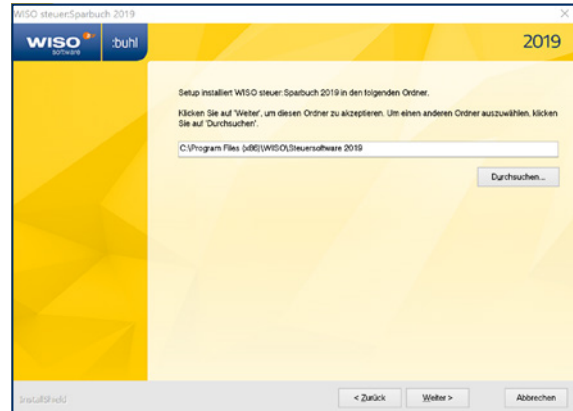 WISO steuer:Sparbuch 2019
WISO
software
:buhl
2019
Setup installiert WISO steuer:Sparbuch 2019 in den folgenden Ordner.
Klicken Sie auf 'Weiter', um diesen Ordner zu akzeptieren. Um einen anderen Ordner auszuwählen, klicken
Sie auf 'Durchsuchen'.
C:\Program Files (x86)\WISO\Steuersoftware 2019
Durchsuchen...
InstallShield
< Zurück
Weiter >
Abbrechen